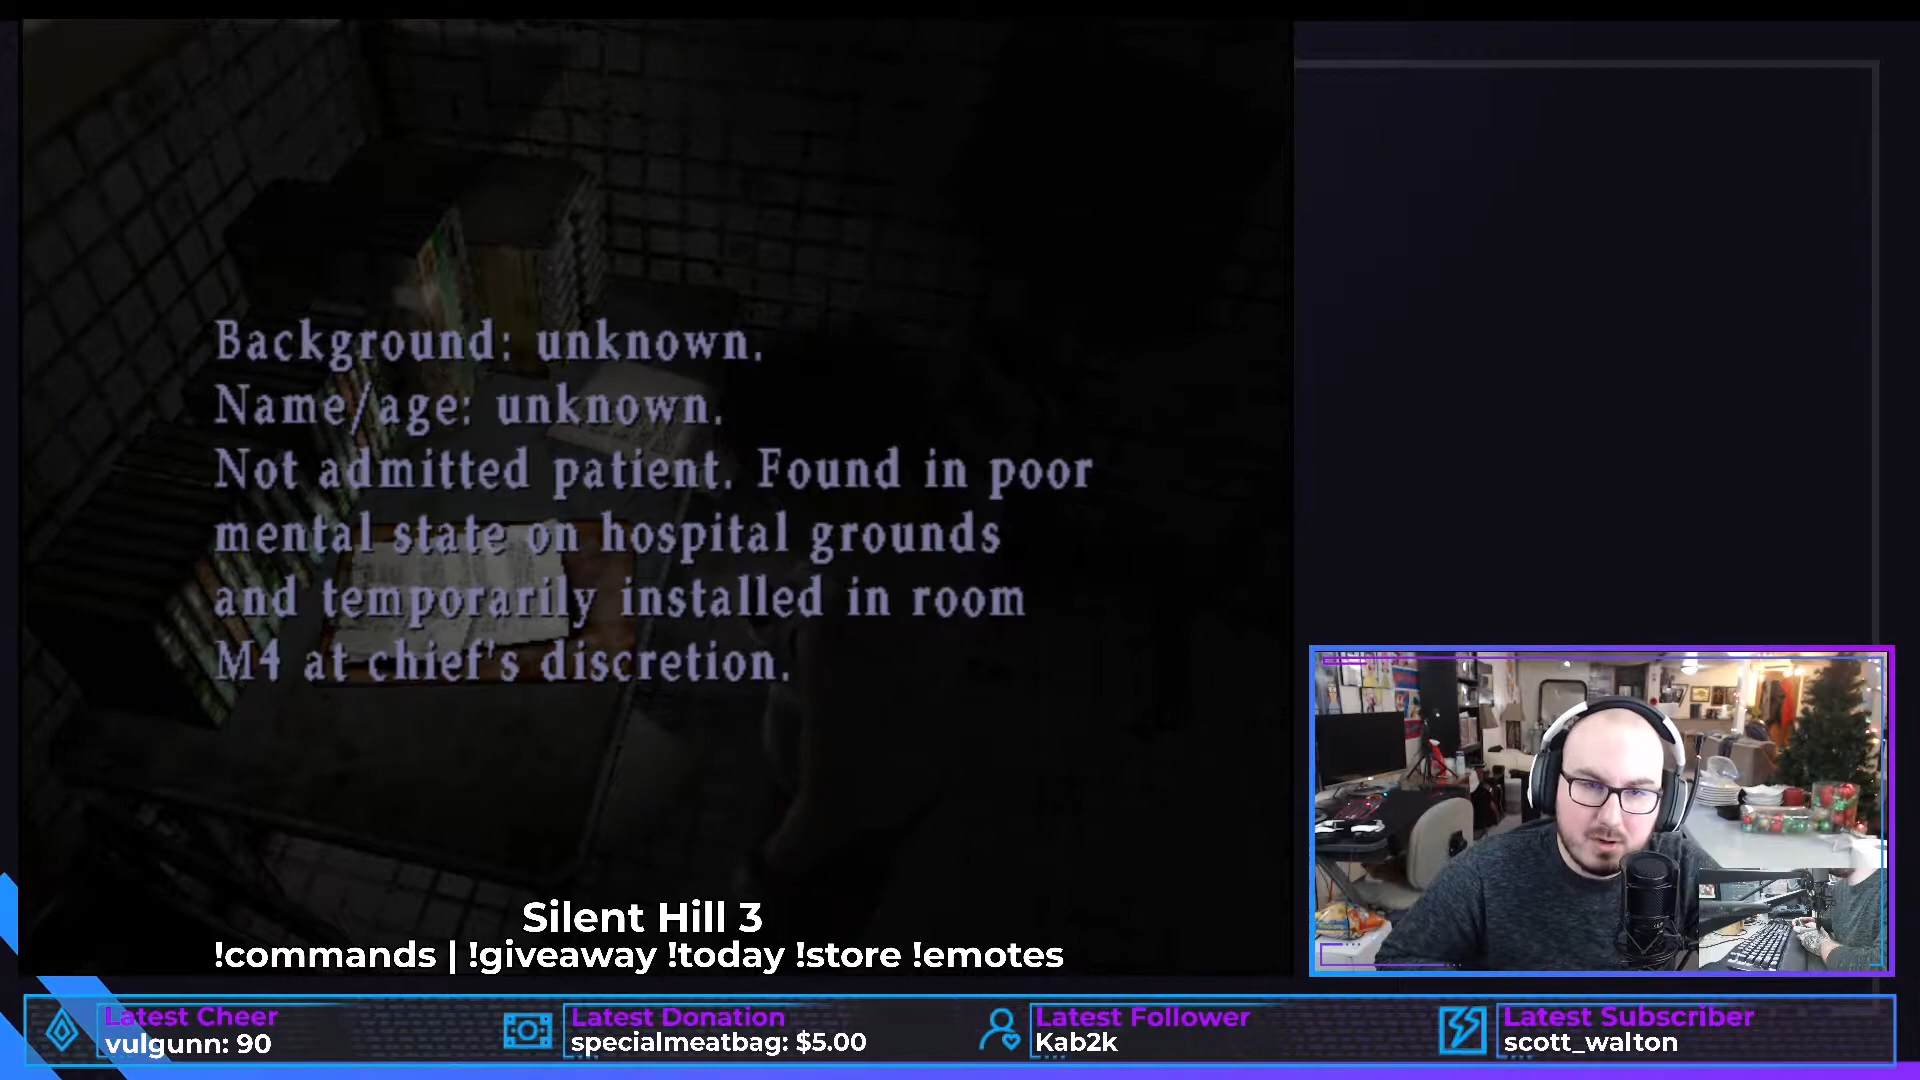 Background: unknown.
Name/age: unknown.
Not admitted patient. Found in poor
mental state on hospital grounds
and temporarily installed in room
M4 at chief's discretion.
Silent Hill 3
!commands | !giveaway !today !store !emotes
Latest Cheer
vulgunn: 90
Latest Donation
specialmeatbag: $5.00
Latest Follower
Kab2k
Latest Subscriber
scott_walton